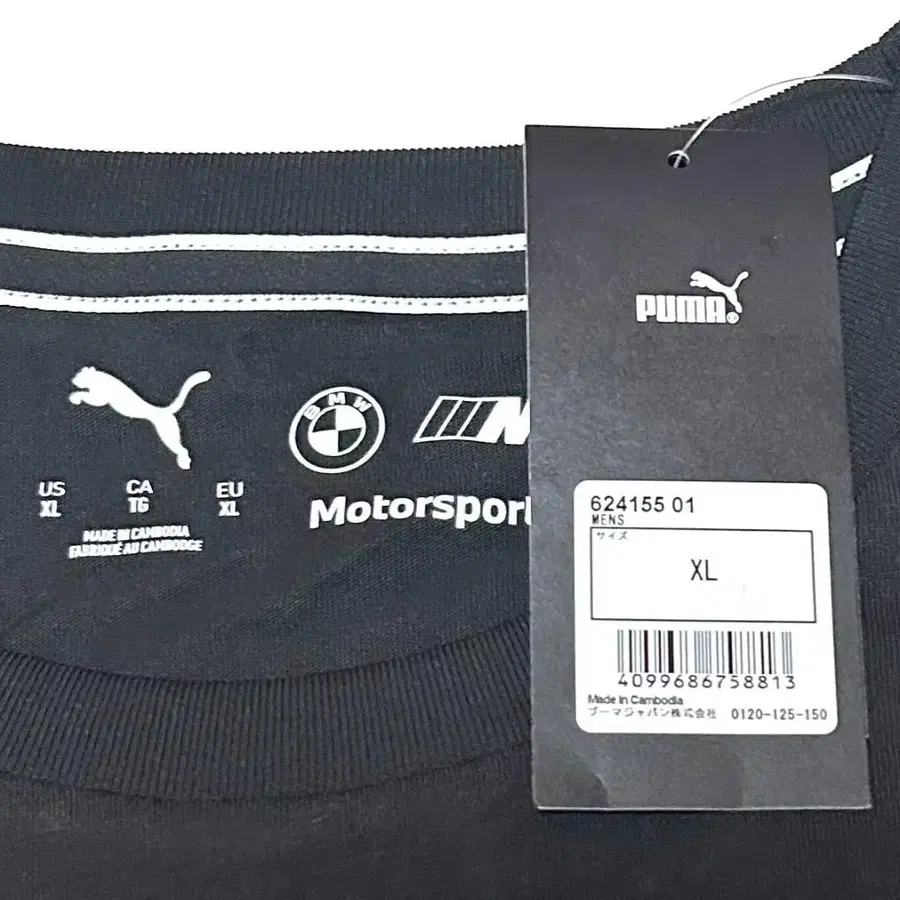 PUMA
BMW
M
US CA EU
XL TG XL
MADE IN CAMBODIA
FABRIQUÉ AU CAMBODGE
Motorsport
624155 01
MENS
サイズ
XL
4099686758813
Made in Cambodia
プーマジャパン株式会社 0120-125-150